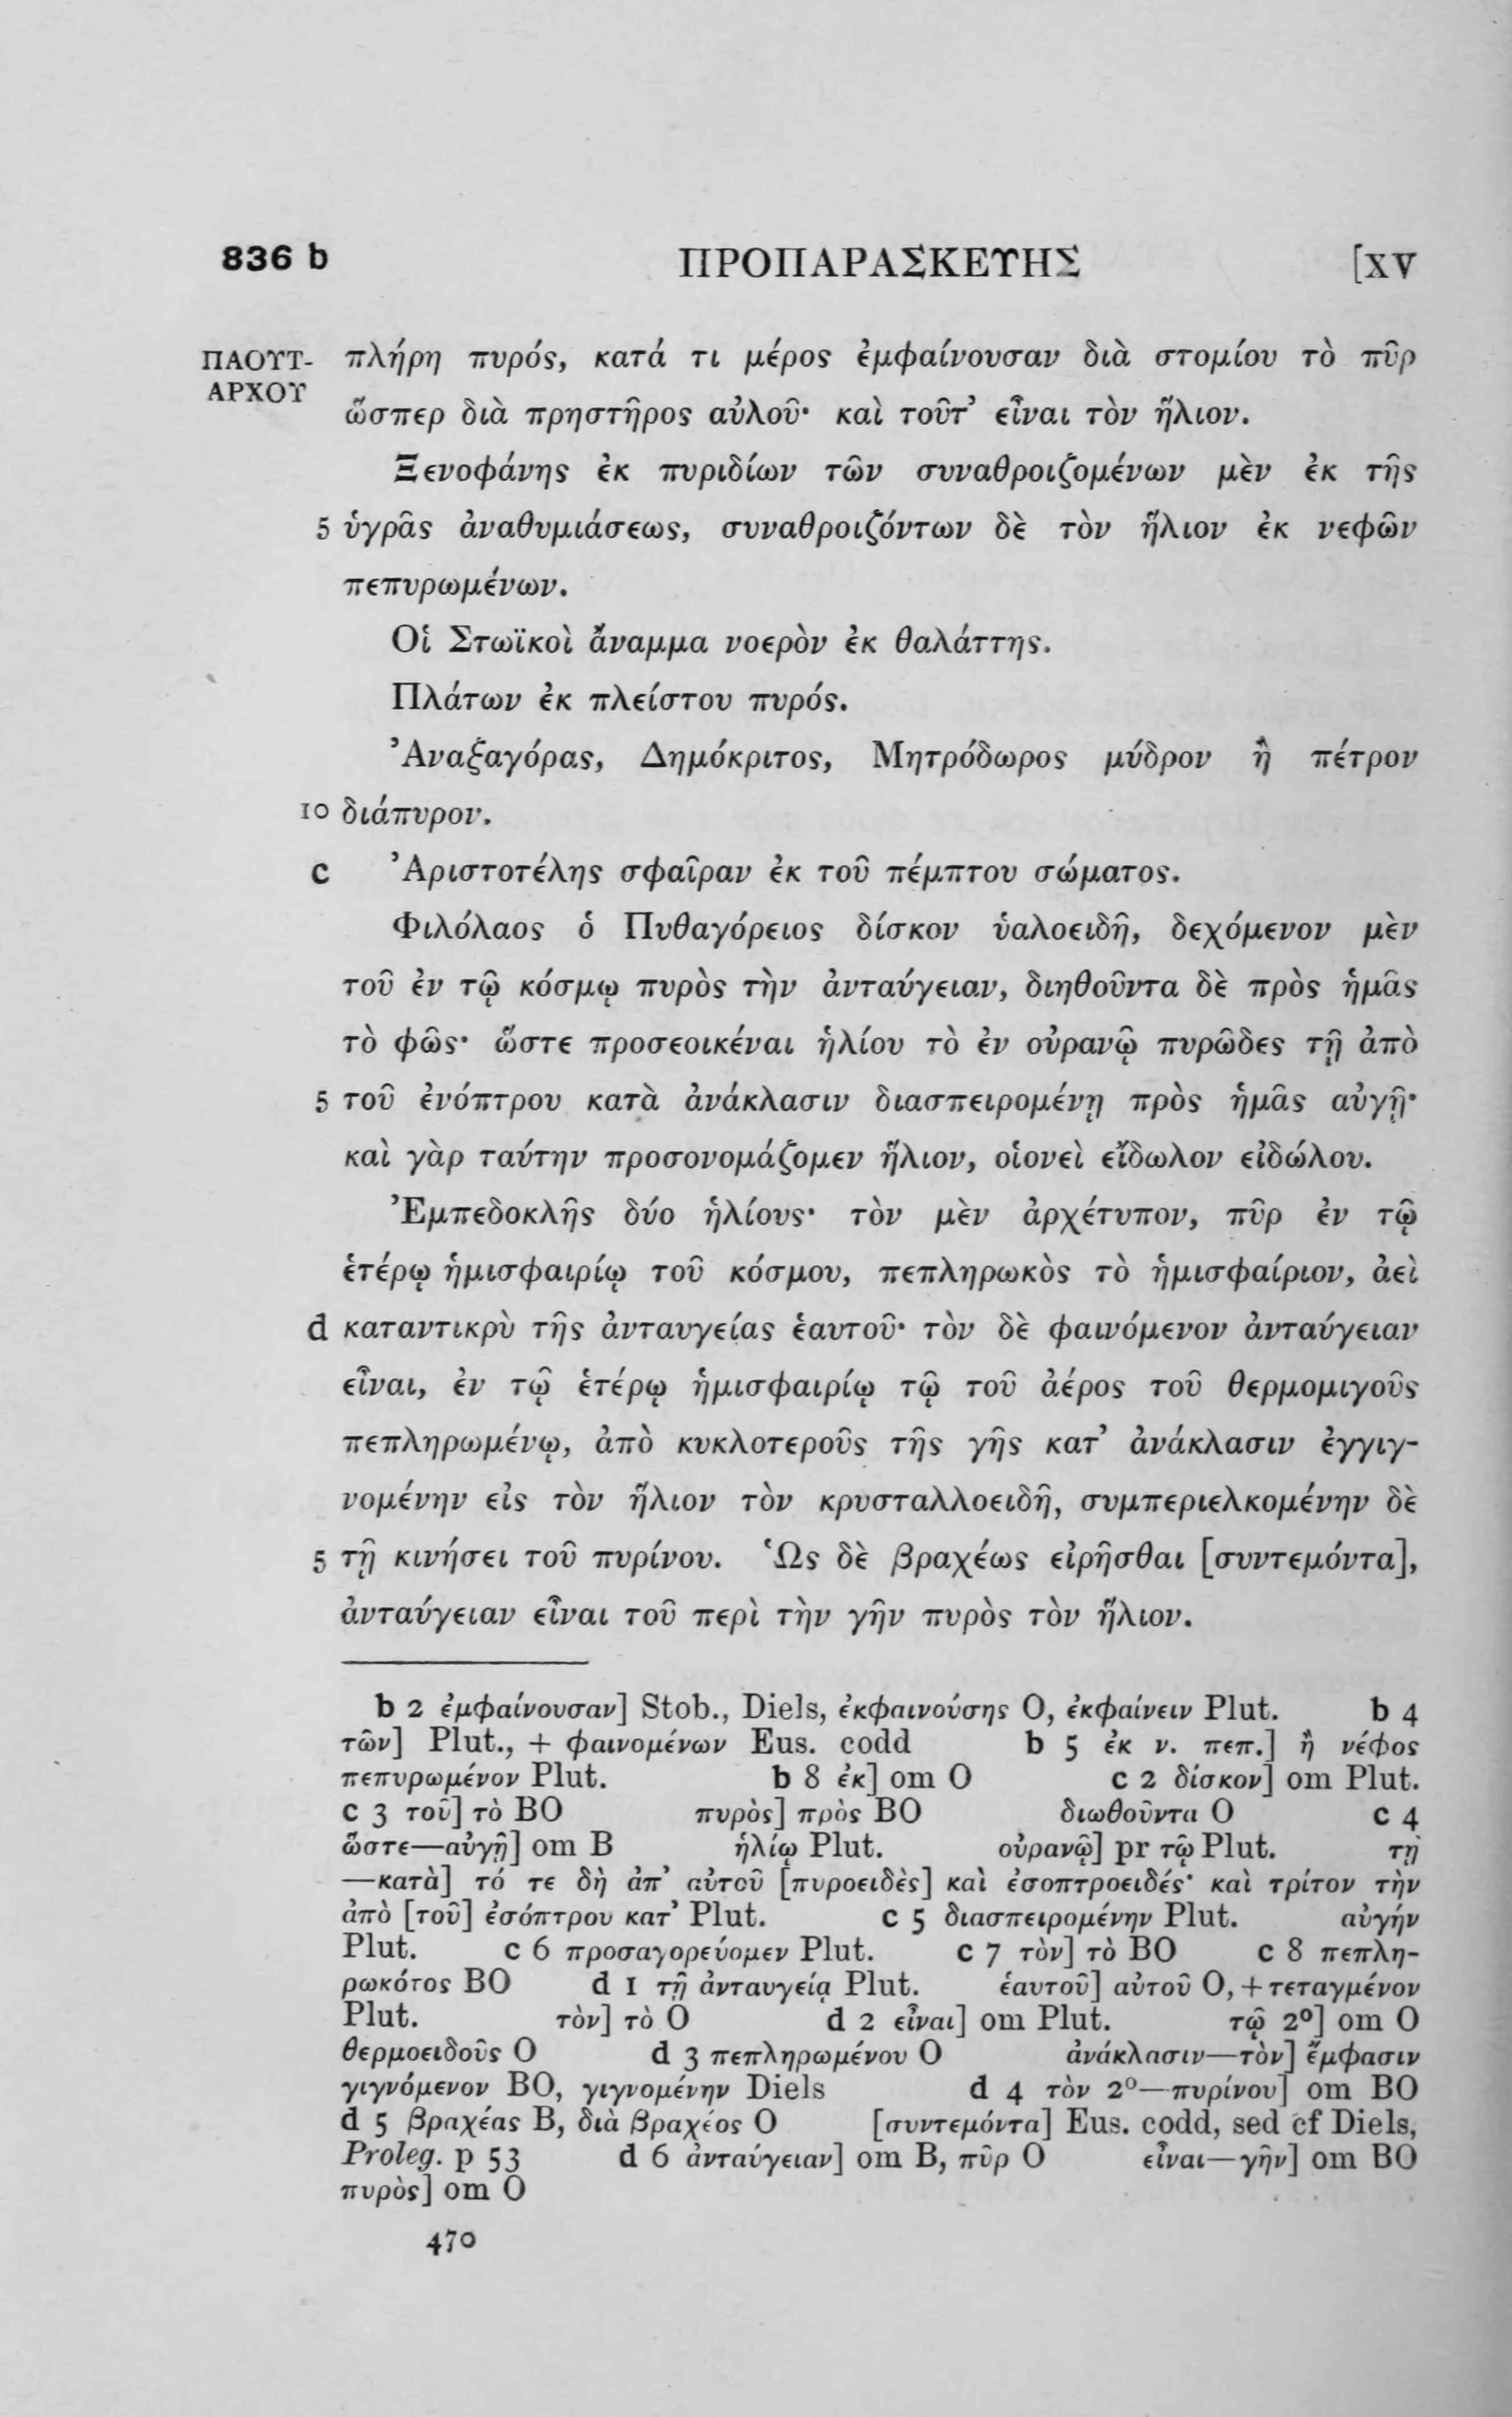 836 b ΠΡΟΠΑΡΑΣΚΕΥΗΣ [XV
ΠΛΟΥΤ- πλήρη πυρός, κατά τι μέρος ἐμφαίνουσαν διὰ στομίου τὸ πῦρ
ΑΡΧΟΥ ὥσπερ διὰ πρηστῆρος αὐλοῦ· καὶ τοῦτ’ εἶναι τὸν ἥλιον.
Ξενοφάνης ἐκ πυριδίων τῶν συναθροιζομένων μὲν ἐκ τῆς
5 ὑγρᾶς ἀναθυμιάσεως, συναθροιζόντων δὲ τὸν ἥλιον ἐκ νεφῶν
πεπυρωμένων.
Οἱ Στωϊκοὶ ἄναμμα νοερὸν ἐκ θαλάττης.
Πλάτων ἐκ πλείστου πυρός.
Ἀναξαγόρας, Δημόκριτος, Μητρόδωρος μύδρον ἢ πέτρον
10 διάπυρον.
c Ἀριστοτέλης σφαῖραν ἐκ τοῦ πέμπτου σώματος.
Φιλόλαος ὁ Πυθαγόρειος δίσκον ὑαλοειδῆ, δεχόμενον μὲν
τοῦ ἐν τῷ κόσμῳ πυρὸς τὴν ἀνταύγειαν, διηθοῦντα δὲ πρὸς ἡμᾶς
τὸ φῶς· ὥστε προσεοικέναι ἡλίου τὸ ἐν οὐρανῷ πυρῶδες τῇ ἀπὸ
5 τοῦ ἐνόπτρου κατὰ ἀνάκλασιν διασπειρομένῃ πρὸς ἡμᾶς αὐγῇ·
καὶ γὰρ ταύτην προσονομάζομεν ἥλιον, οἱονεὶ εἴδωλον εἰδώλου.
Ἐμπεδοκλῆς δύο ἡλίους· τὸν μὲν ἀρχέτυπον, πῦρ ἐν τῷ
ἑτέρῳ ἡμισφαιρίῳ τοῦ κόσμου, πεπληρωκὸς τὸ ἡμισφαίριον, ἀεὶ
d καταντικρὺ τῆς ἀνταυγείας ἑαυτοῦ· τὸν δὲ φαινόμενον ἀνταύγειαν
εἶναι, ἐν τῷ ἑτέρῳ ἡμισφαιρίῳ τῷ τοῦ ἀέρος τοῦ θερμομιγοῦς
πεπληρωμένῳ, ἀπὸ κυκλοτεροῦς τῆς γῆς κατ’ ἀνάκλασιν ἐγγιγ-
νομένην εἰς τὸν ἥλιον τὸν κρυσταλλοειδῆ, συμπεριελκομένην δὲ
5 τῇ κινήσει τοῦ πυρίνου. Ὡς δὲ βραχέως εἰρῆσθαι [συντεμόντα],
ἀνταύγειαν εἶναι τοῦ περὶ τὴν γῆν πυρὸς τὸν ἥλιον.
b 2 ἐμφαίνουσαν] Stob., Diels, ἐκφαινούσης O, ἐκφαίνειν Plut. b 4
τῶν] Plut., + φαινομένων Eus. codd b 5 ἐκ ν. πεπ.] ἢ νέφος
πεπυρωμένον Plut. b 8 ἐκ] om O c 2 δίσκον] om Plut.
c 3 τοῦ] τὸ BO πυρὸς] πρὸς BO διωθοῦντα O c 4
ὥστε—αὐγῇ] om B ἡλίῳ Plut. οὐρανῷ] pr τῷ Plut. τῇ
—κατὰ] τό τε δὴ ἀπ’ αὐτοῦ [πυροειδὲς] καὶ ἐσοπτροειδές· καὶ τρίτον τὴν
ἀπὸ [τοῦ] ἐσόπτρου κατ’ Plut. c 5 διασπειρομένην Plut. αὐγήν
Plut. c 6 προσαγορεύομεν Plut. c 7 τὸν] τὸ BO c 8 πεπλη-
ρωκότος BO d 1 τῇ ἀνταυγείᾳ Plut. ἑαυτοῦ] αὐτοῦ O, + τεταγμένον
Plut. τὸν] τὸ O d 2 εἶναι] om Plut. τῷ 2º] om O
θερμοειδοῦς O d 3 πεπληρωμένου O ἀνάκλασιν—τὸν] ἔμφασιν
γιγνόμενον BO, γιγνομένην Diels d 4 τὸν 2º—πυρίνου] om BO
d 5 βραχέας B, διὰ βραχέος O [συντεμόντα] Eus. codd, sed cf Diels,
Proleg. p 53 d 6 ἀνταύγειαν] om B, πῦρ O εἶναι—γῆν] om BO
πυρὸς] om O
470